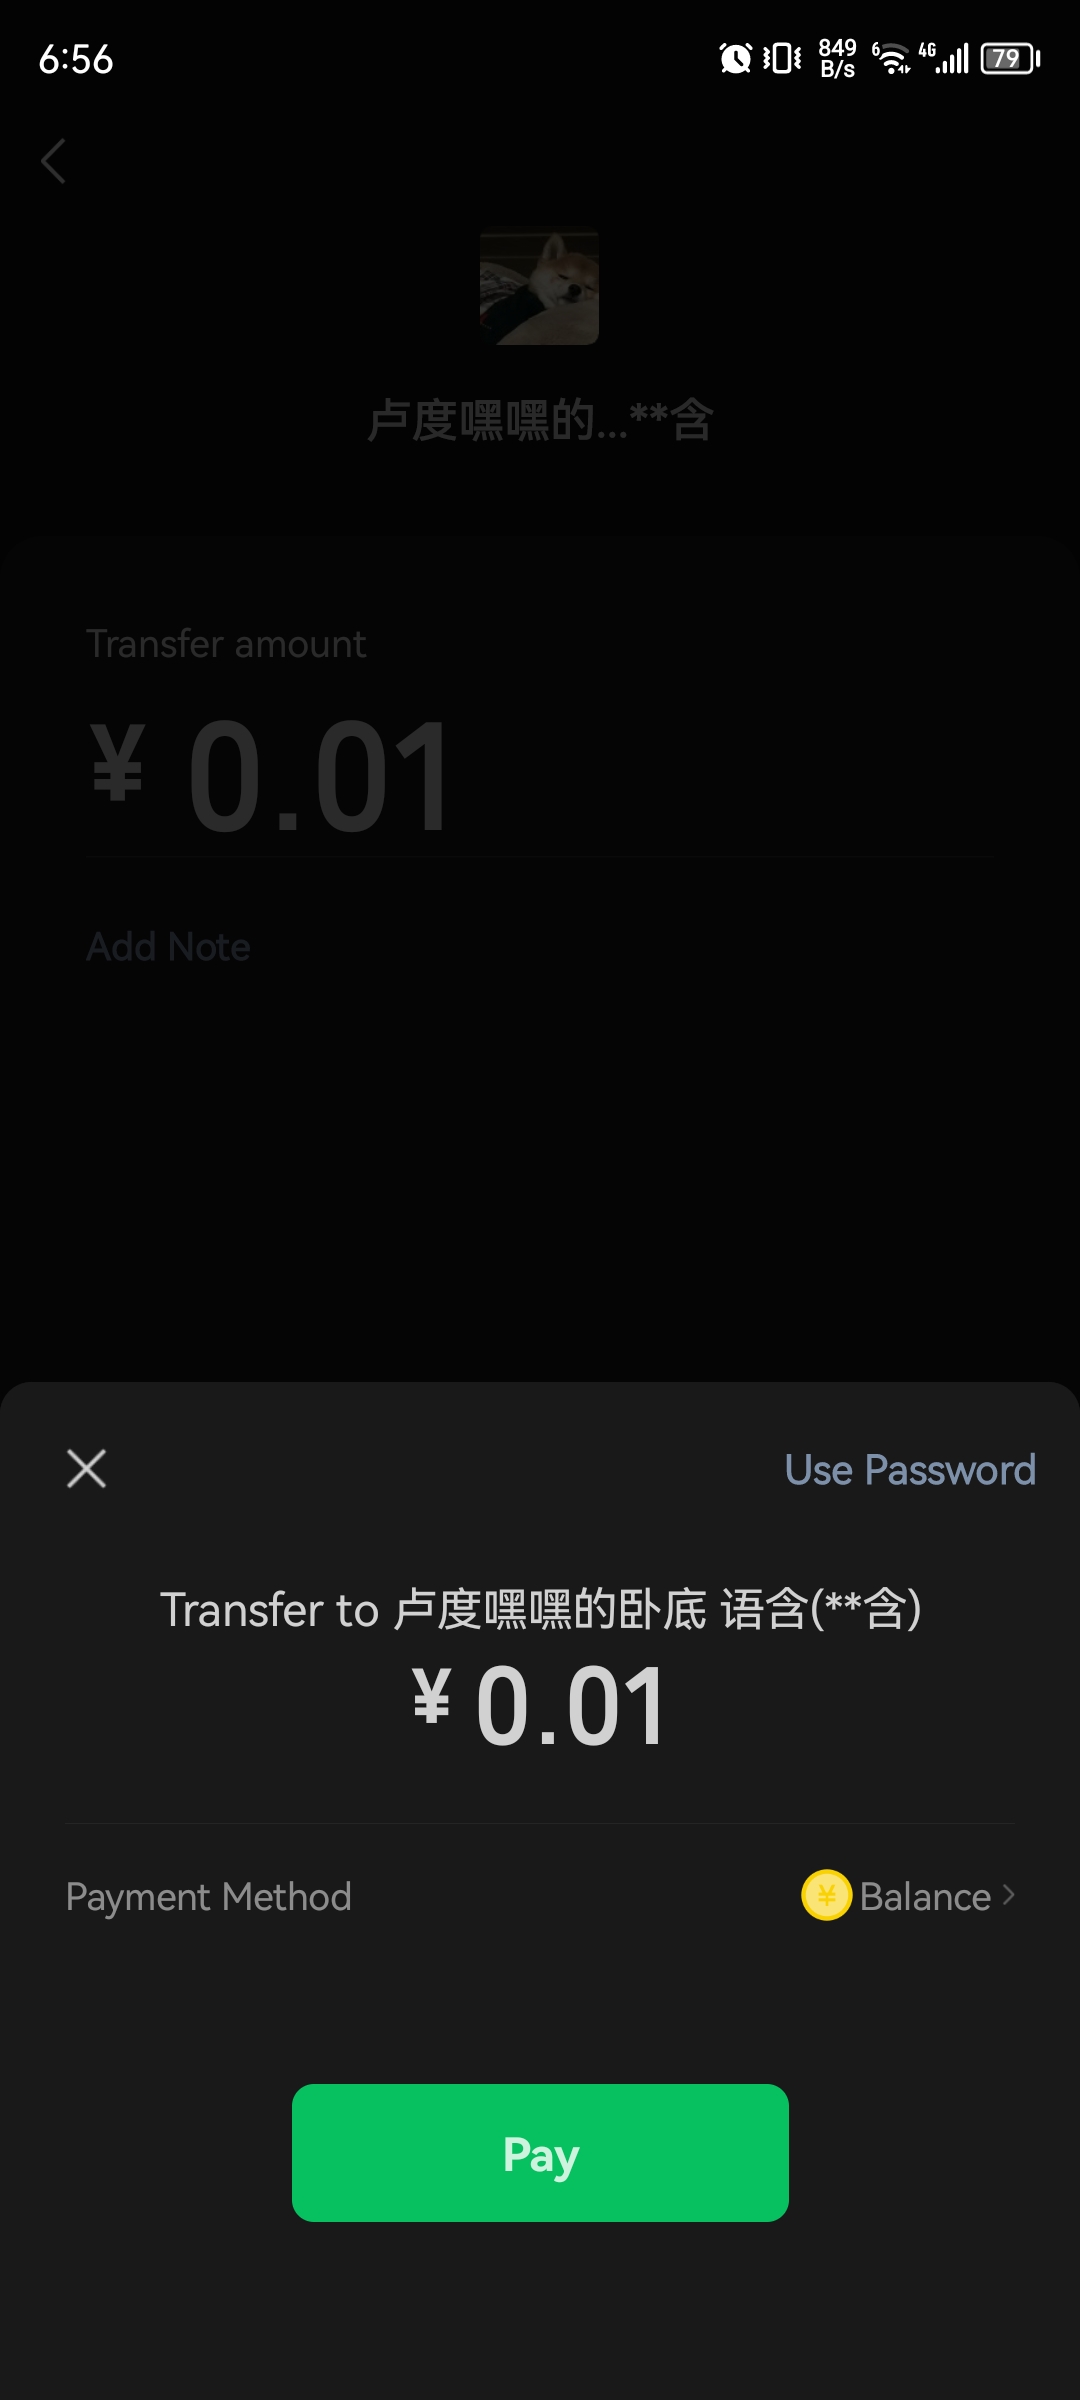 6:56
849
B/s
6
4G
79
卢度嘿嘿的...**含
Transfer amount
¥ 0.01
Add Note
Use Password
Transfer to 卢度嘿嘿的卧底 语含(**含)
¥ 0.01
Payment Method
¥ Balance
Pay